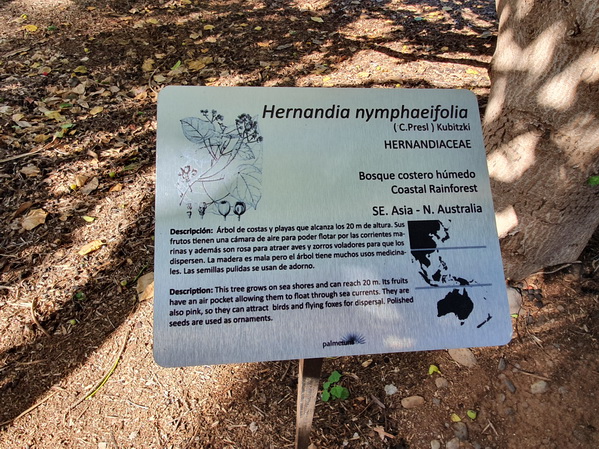 Hernandia nymphaeifolia
( C.Presl ) Kubitzki
HERNANDIACEAE
Bosque costero húmedo
Coastal Rainforest
SE. Asia - N. Australia
Descripción: Árbol de costas y playas que alcanza los 20 m de altura. Sus
frutos tienen una cámara de aire para poder flotar por las corrientes ma-
rinas y además son rosa para atraer aves y zorros voladores para que los
dispersen. La madera es mala pero el árbol tiene muchos usos medicina-
les. Las semillas pulidas se usan de adorno.
Description: This tree grows on sea shores and can reach 20 m. Its fruits
have an air pocket allowing them to float through sea currents. They are
also pink, so they can attract birds and flying foxes for dispersal. Polished
seeds are used as ornaments.
palmetum